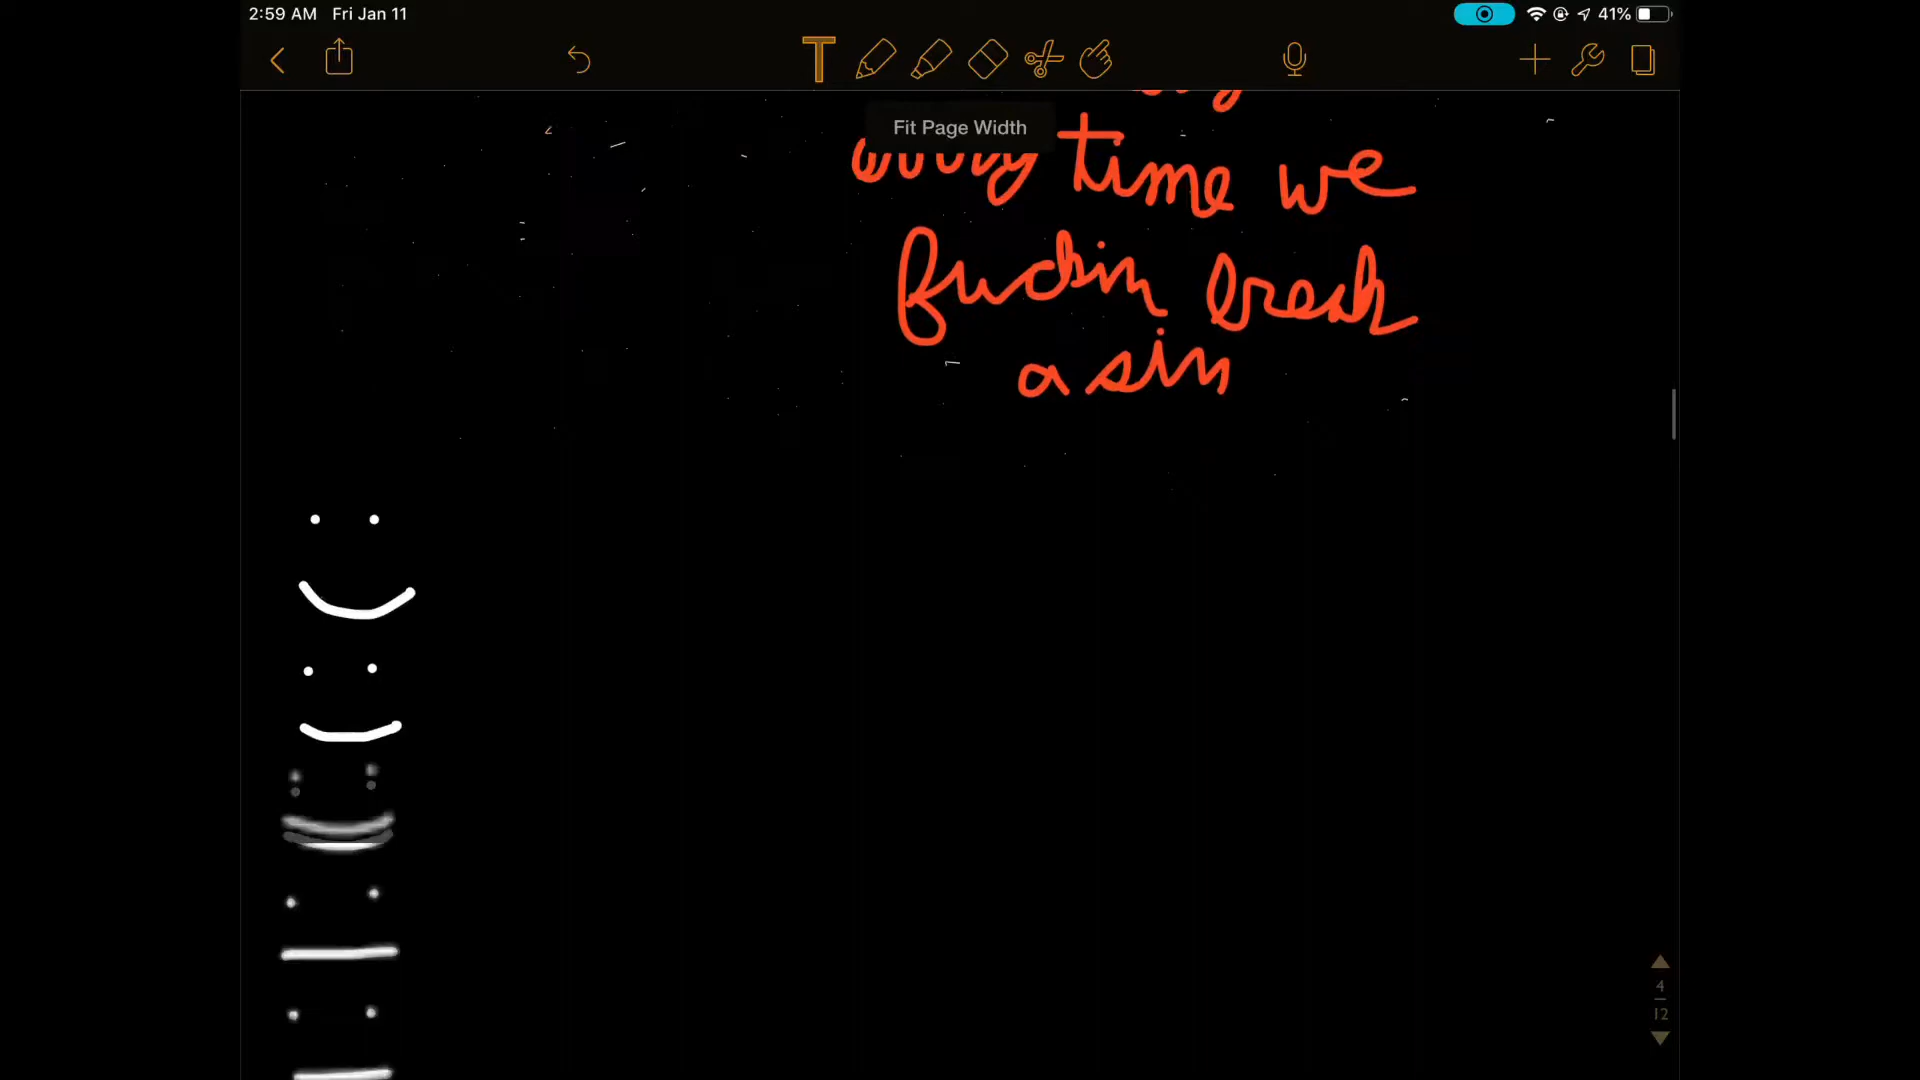 2:59 AM Fri Jan 11
41%
Fit Page Width
time we
fuckin break
a sin
4
12